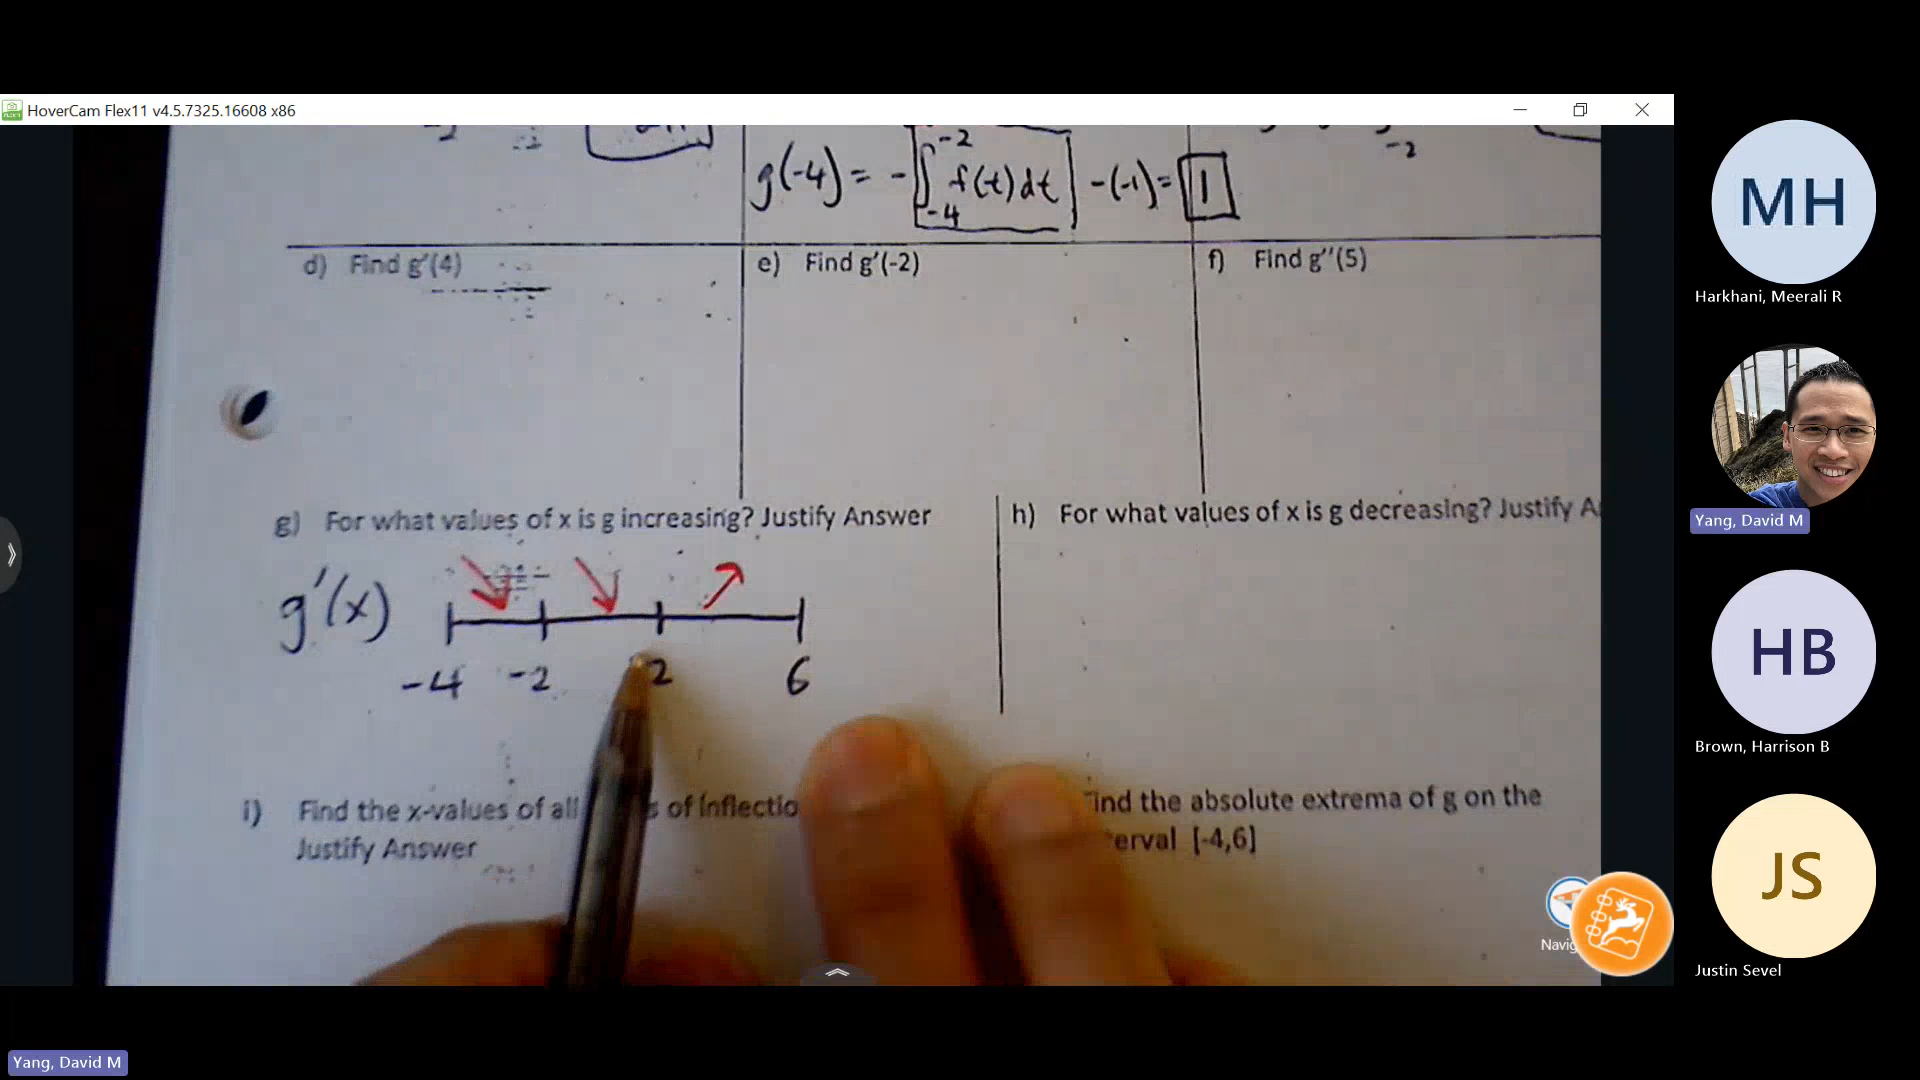 HoverCam Flex11 v4.5.7325.16608 x86
-2
g(-4) = - ∫ f(t) dt - (-1) = 1
-4
-2
d) Find g'(4)
e) Find g'(-2)
f) Find g''(5)
g) For what values of x is g increasing? Justify Answer
h) For what values of x is g decreasing? Justify
g'(x)
-4 -2 2 6
i) Find the x-values of all of
Justify Answer
the absolute extrema of g on the
[-4,6]
MH
Harkhani, Meerali R
Yang, David M
HB
Brown, Harrison B
JS
Justin Sevel
Yang, David M